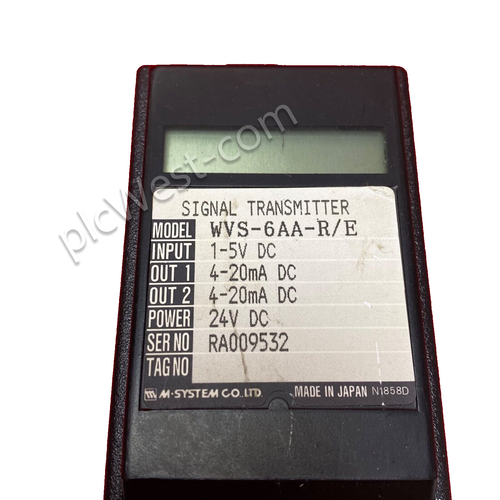 SIGNAL TRANSMITTER
MODEL WVS-6AA-R/E
INPUT 1-5V DC
OUT 1 4-20mA DC
OUT 2 4-20mA DC
POWER 24V DC
SER NO RA009532
TAG NO
M-SYSTEM CO.,LTD. MADE IN JAPAN N1858D
plcWest-com